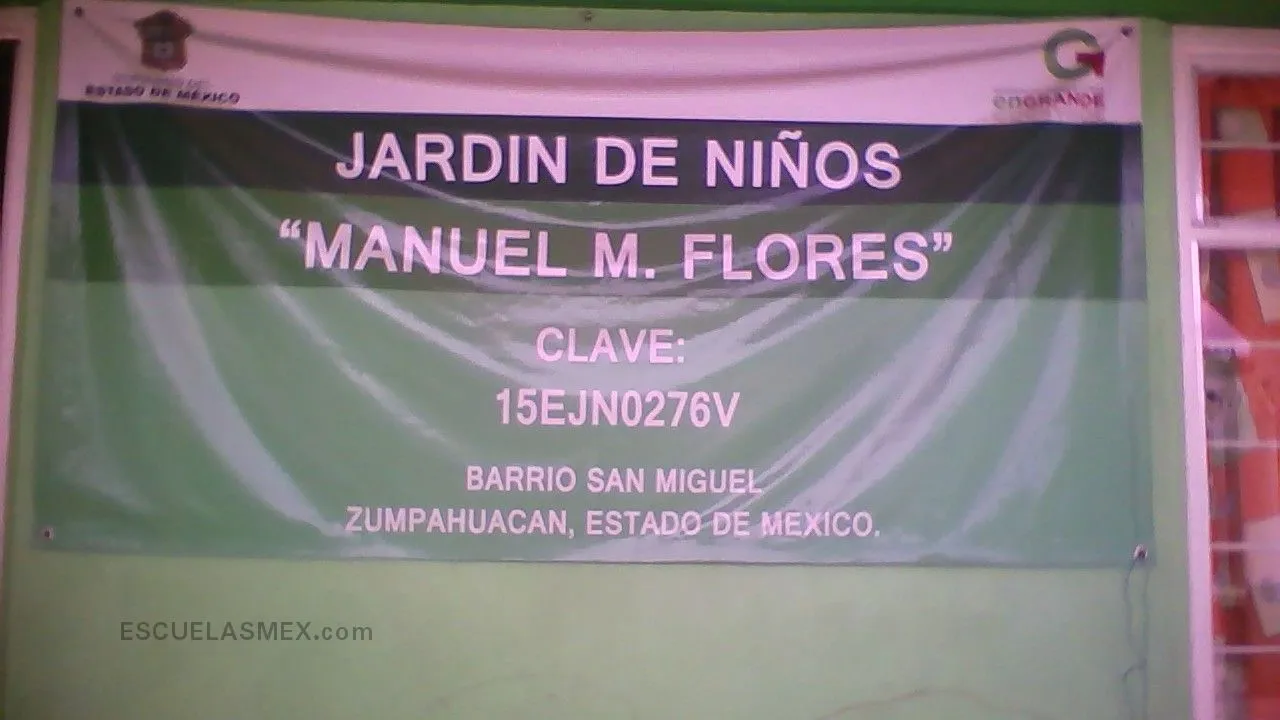 ESTADO DE MÉXICO
enGRANDE
JARDIN DE NIÑOS
“MANUEL M. FLORES”
CLAVE:
15EJN0276V
BARRIO SAN MIGUEL
ZUMPAHUACAN, ESTADO DE MEXICO.
ESCUELASMEX.com